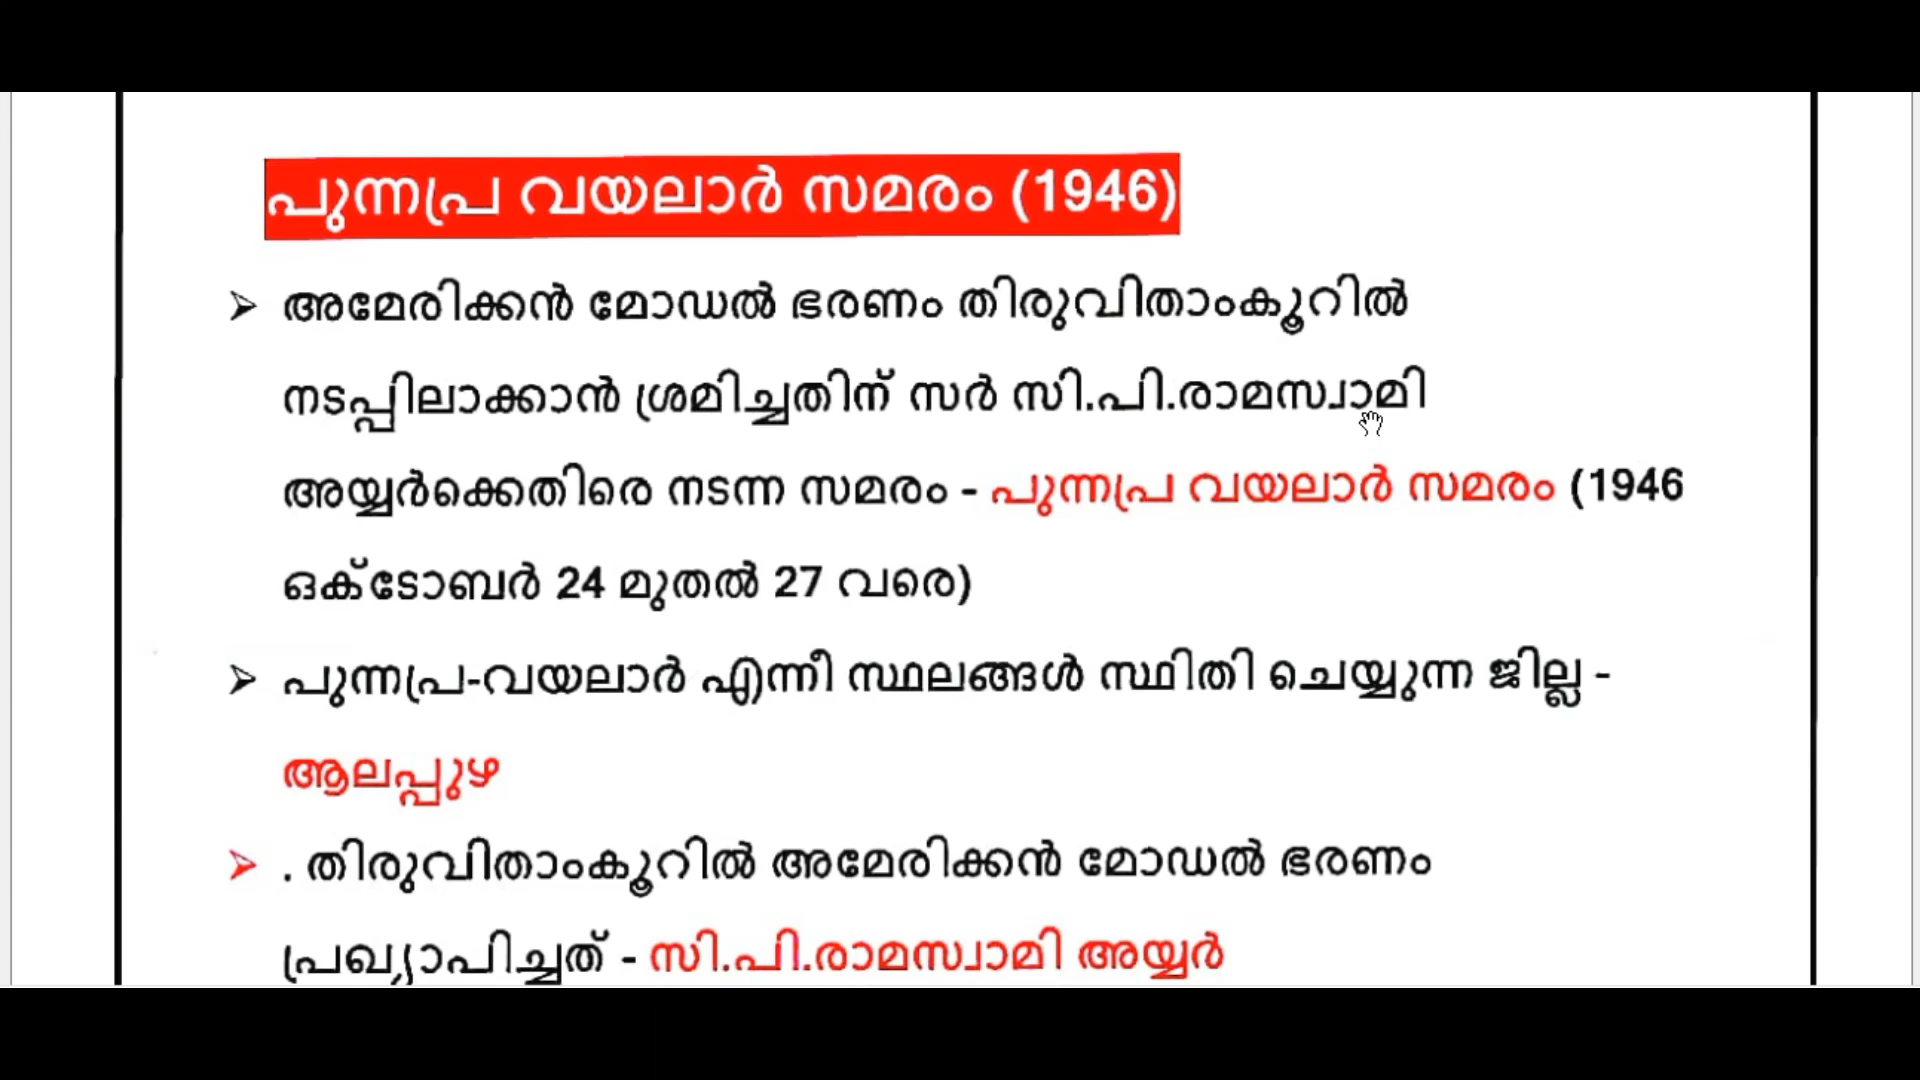 പുന്നപ്ര വയലാർ സമരം (1946)
➢ അമേരിക്കൻ മോഡൽ ഭരണം തിരുവിതാംകൂറിൽ
നടപ്പിലാക്കാൻ ശ്രമിച്ചതിന് സർ സി.പി.രാമസ്വാമി
അയ്യർക്കെതിരെ നടന്ന സമരം - പുന്നപ്ര വയലാർ സമരം (1946
ഒക്ടോബർ 24 മുതൽ 27 വരെ)
➢ പുന്നപ്ര-വയലാർ എന്നീ സ്ഥലങ്ങൾ സ്ഥിതി ചെയ്യുന്ന ജില്ല -
ആലപ്പുഴ
➢ . തിരുവിതാംകൂറിൽ അമേരിക്കൻ മോഡൽ ഭരണം
പ്രഖ്യാപിച്ചത് - സി.പി.രാമസ്വാമി അയ്യർ